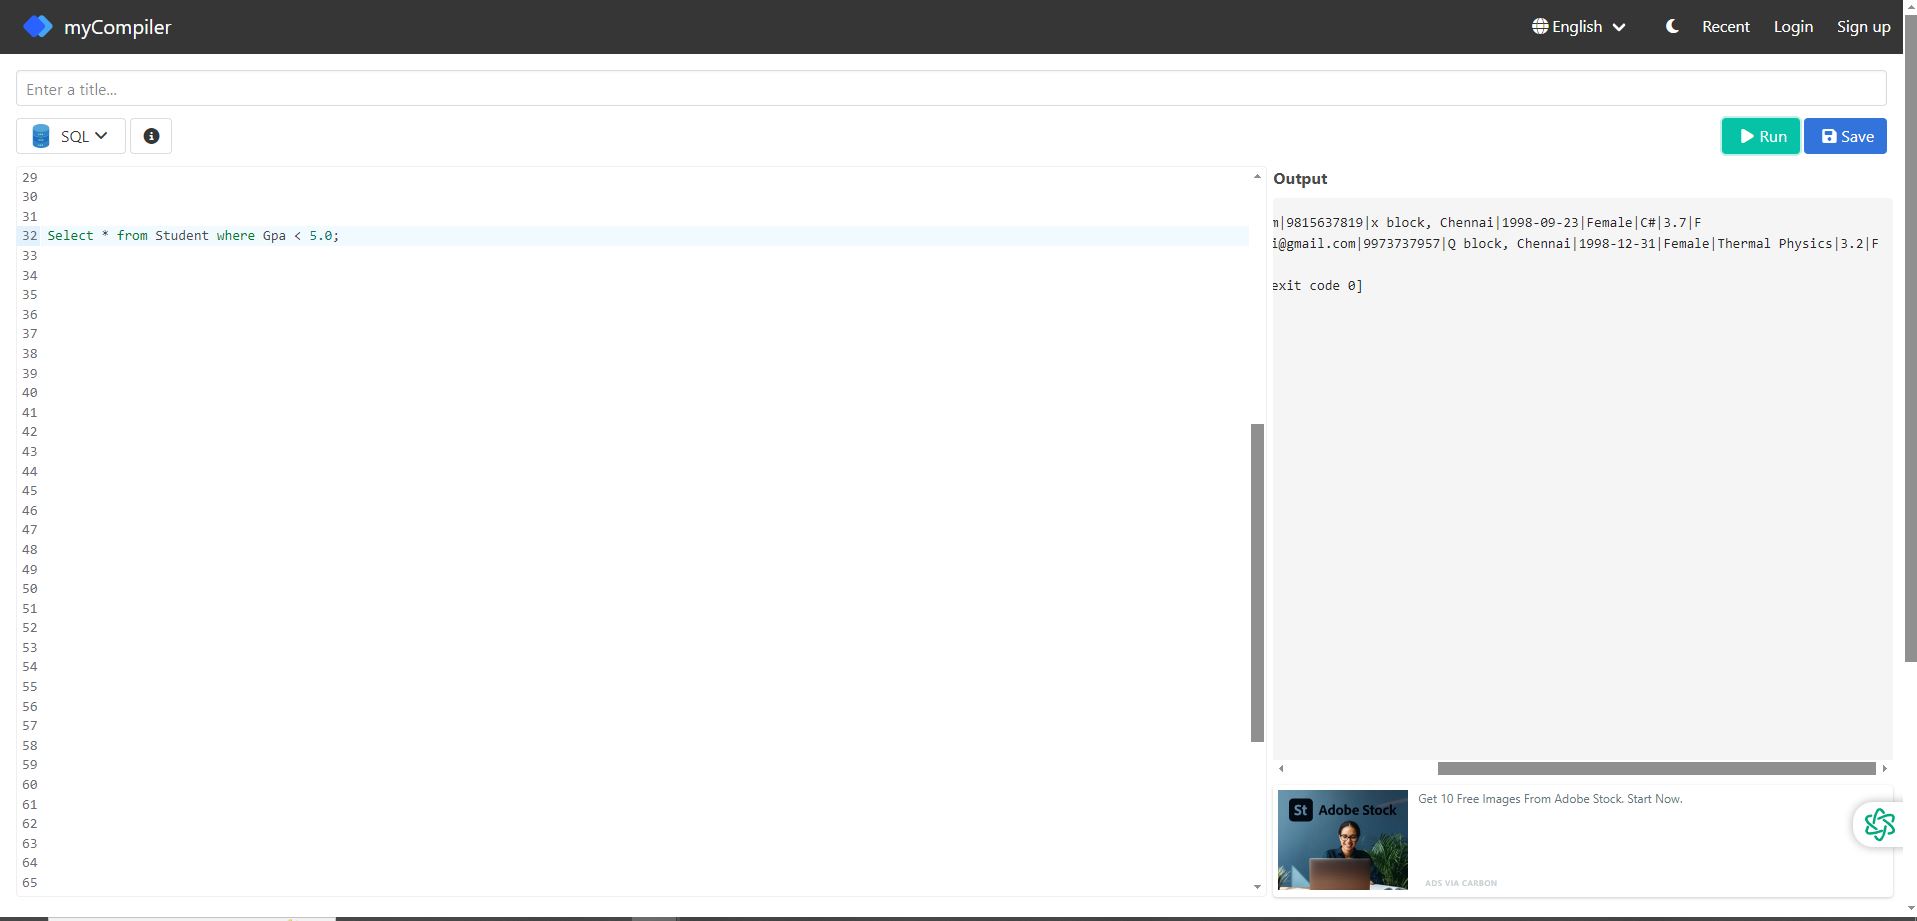 myCompiler
English
Recent
Login
Sign up
Enter a title...
SQL
Run
Save
29
30
31
32 Select * from Student where Gpa < 5.0;
33
34
35
36
37
38
39
40
41
42
43
44
45
46
47
48
49
50
51
52
53
54
55
56
57
58
59
60
61
62
63
64
65
Output
m|9815637819|x block, Chennai|1998-09-23|Female|C#|3.7|F
i@gmail.com|9973737957|Q block, Chennai|1998-12-31|Female|Thermal Physics|3.2|F
exit code 0]
St Adobe Stock
Get 10 Free Images From Adobe Stock. Start Now.
ADS VIA CARBON